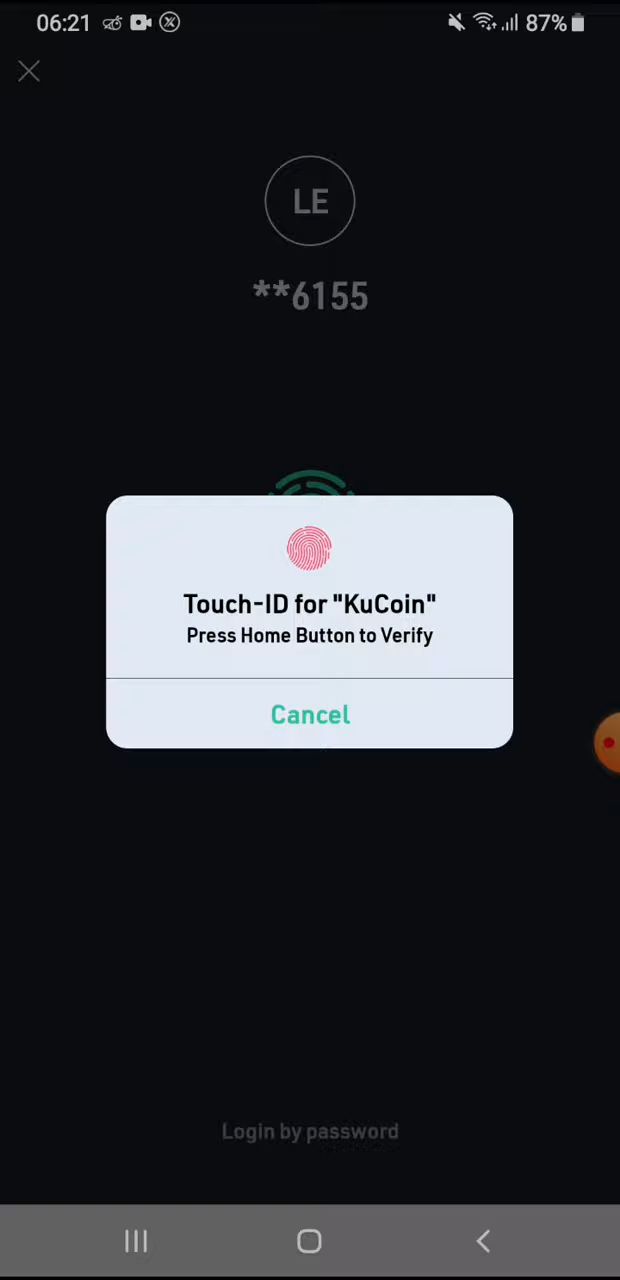 06:21 87%
LE
**6155
Touch-ID for "KuCoin"
Press Home Button to Verify
Cancel
Login by password